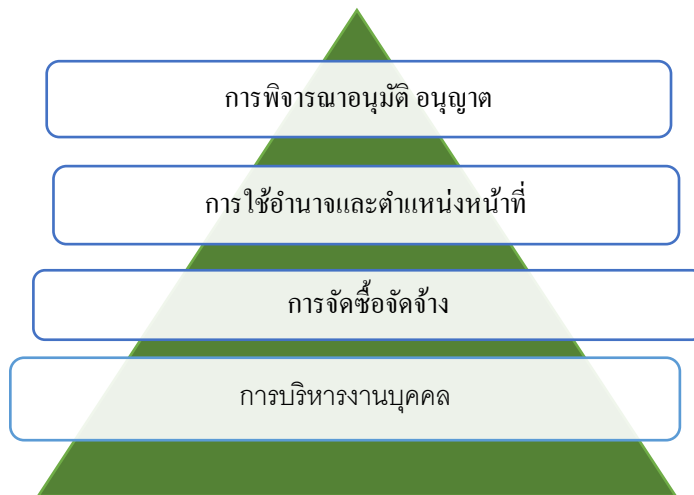 การพิจารณาอนุมัติ อนุญาต
การใช้อำนาจและตำแหน่งหน้าที่
การจัดซื้อจัดจ้าง
การบริหารงานบุคคล